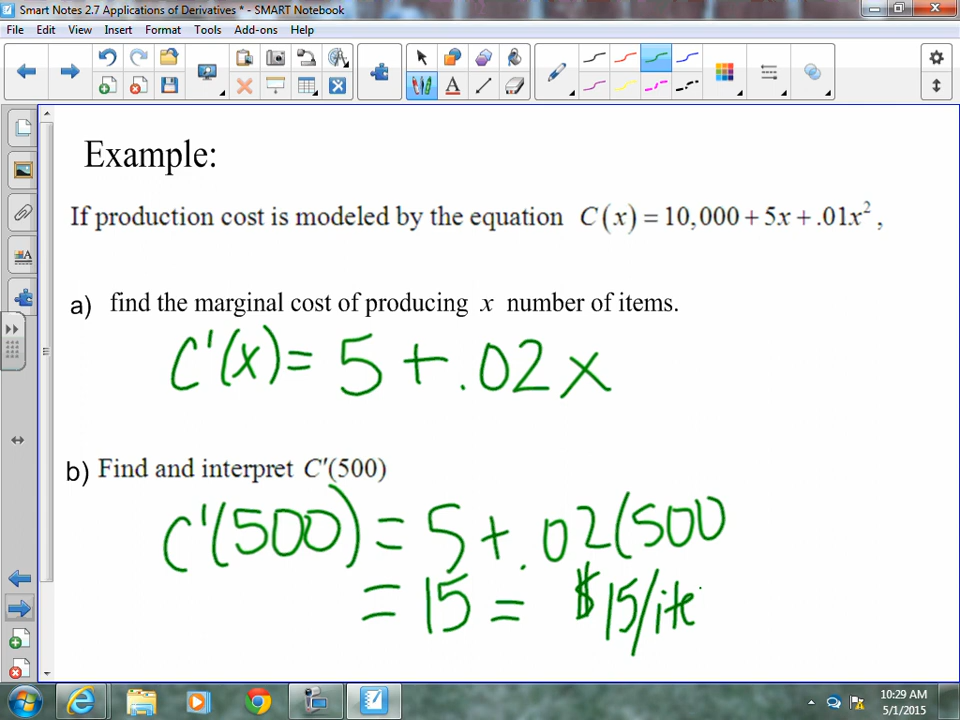 Smart Notes 2.7 Applications of Derivatives * - SMART Notebook
File Edit View Insert Format Tools Add-ons Help
Example:
If production cost is modeled by the equation C(x) = 10,000 + 5x + .01x²,
a) find the marginal cost of producing x number of items.
C'(x) = 5 + .02x
b) Find and interpret C'(500)
C'(500) = 5 + .02(500
= 15 = $15/ite
10:29 AM
5/1/2015